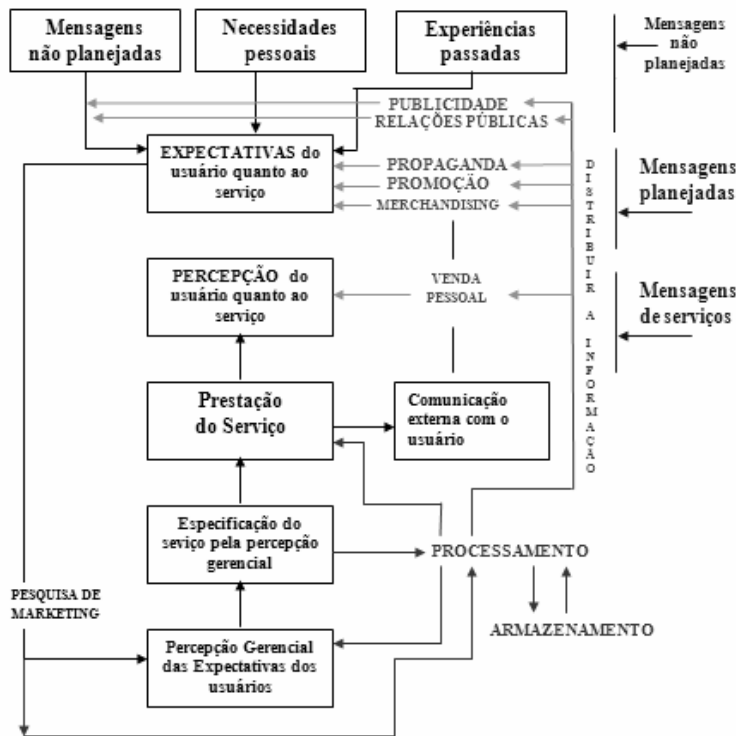 Mensagens
não planejadas
Necessidades
pessoais
Experiências
passadas
Mensagens
não
planejadas
PUBLICIDADE
RELAÇÕES PÚBLICAS
EXPECTATIVAS do
usuário quanto ao
serviço
PROPAGANDA
PROMOÇÃO
MERCHANDISING
DISTRIBUIR A INFORMAÇÃO
Mensagens
planejadas
PERCEPÇÃO do
usuário quanto ao
serviço
VENDA
PESSOAL
Mensagens
de serviços
Prestação
do Serviço
Comunicação
externa com o
usuário
Especificação do
seviço pela percepção
gerencial
PROCESSAMENTO
ARMAZENAMENTO
PESQUISA DE
MARKETING
Percepção Gerencial
das Expectativas dos
usuários